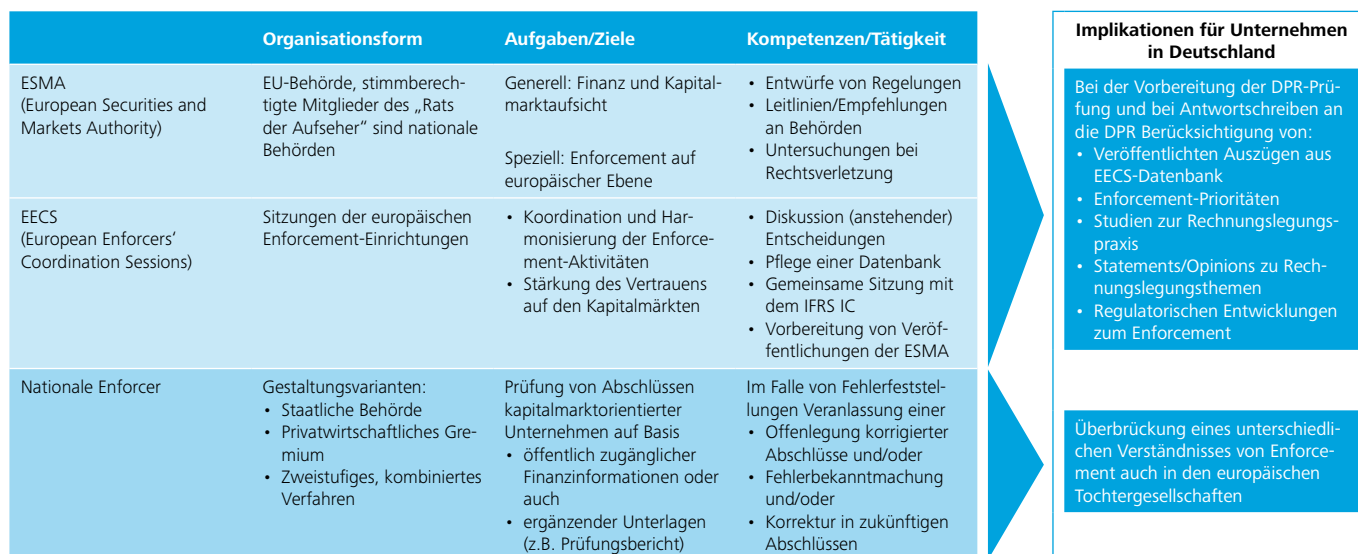 Organisationsform
Aufgaben/Ziele
Kompetenzen/Tätigkeit
ESMA
(European Securities and
Markets Authority)
EU-Behörde, stimmberech-
tigte Mitglieder des „Rats
der Aufseher“ sind nationale
Behörden
Generell: Finanz und Kapital-
marktaufsicht
Speziell: Enforcement auf
europäischer Ebene
• Entwürfe von Regelungen
• Leitlinien/Empfehlungen
an Behörden
• Untersuchungen bei
Rechtsverletzung
EECS
(European Enforcers‘
Coordination Sessions)
Sitzungen der europäischen
Enforcement-Einrichtungen
• Koordination und Har-
monisierung der Enforce-
ment-Aktivitäten
• Stärkung des Vertrauens
auf den Kapitalmärkten
• Diskussion (anstehender)
Entscheidungen
• Pflege einer Datenbank
• Gemeinsame Sitzung mit
dem IFRS IC
• Vorbereitung von Veröf-
fentlichungen der ESMA
Nationale Enforcer
Gestaltungsvarianten:
• Staatliche Behörde
• Privatwirtschaftliches Gre-
mium
• Zweistufiges, kombiniertes
Verfahren
Prüfung von Abschlüssen
kapitalmarktorientierter
Unternehmen auf Basis
• öffentlich zugänglicher
Finanzinformationen oder
auch
• ergänzender Unterlagen
(z.B. Prüfungsbericht)
Im Falle von Fehlerfeststel-
lungen Veranlassung einer
• Offenlegung korrigierter
Abschlüsse und/oder
• Fehlerbekanntmachung
und/oder
• Korrektur in zukünftigen
Abschlüssen
Implikationen für Unternehmen
in Deutschland
Bei der Vorbereitung der DPR-Prü-
fung und bei Antwortschreiben an
die DPR Berücksichtigung von:
• Veröffentlichten Auszügen aus
EECS-Datenbank
• Enforcement-Prioritäten
• Studien zur Rechnungslegungs-
praxis
• Statements/Opinions zu Rech-
nungslegungsthemen
• Regulatorischen Entwicklungen
zum Enforcement
Überbrückung eines unterschiedli-
chen Verständnisses von Enforce-
ment auch in den europäischen
Tochtergesellschaften